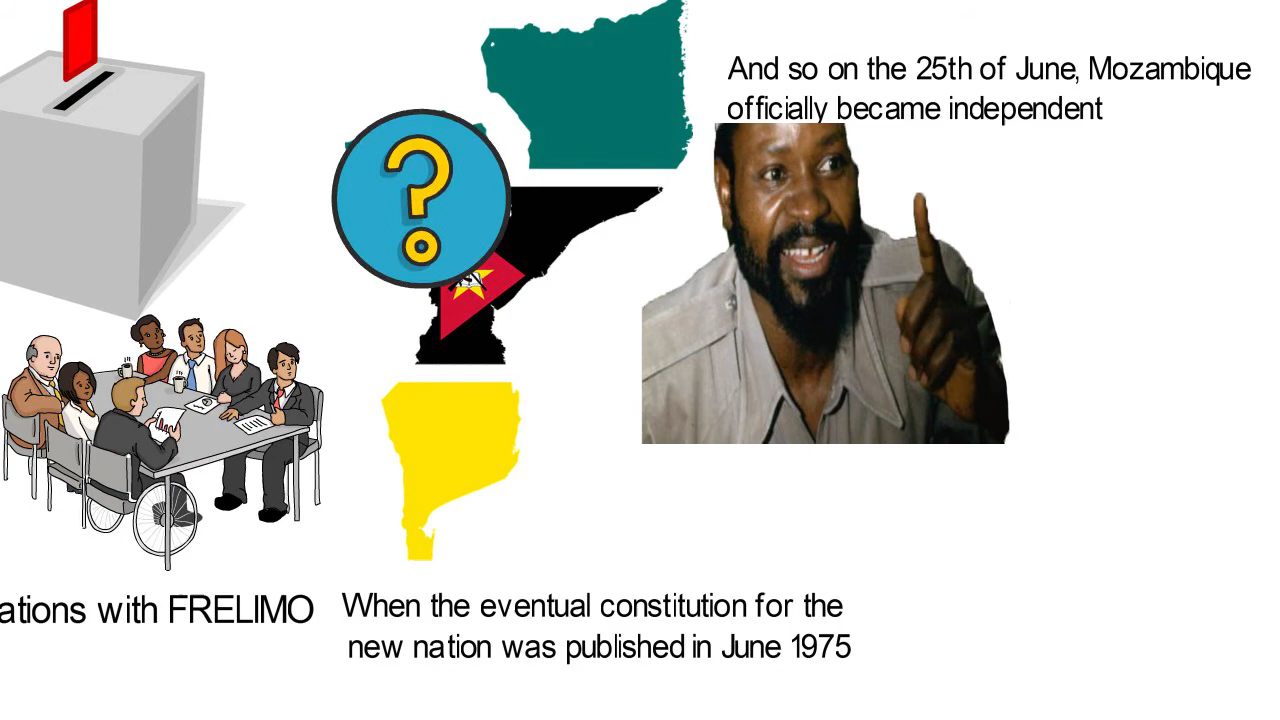 And so on the 25th of June, Mozambique
officially became independent
ations with FRELIMO
When the eventual constitution for the
new nation was published in June 1975